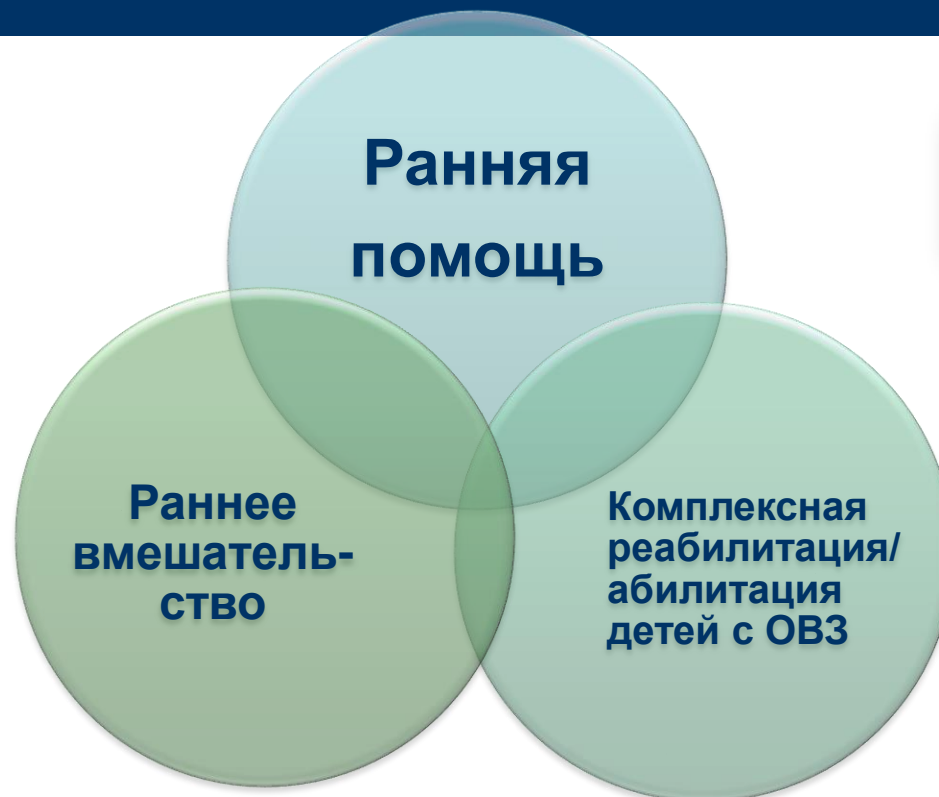 Ранняя
помощь
Раннее
вмешатель-
ство
Комплексная
реабилитация/
абилитация
детей с ОВЗ